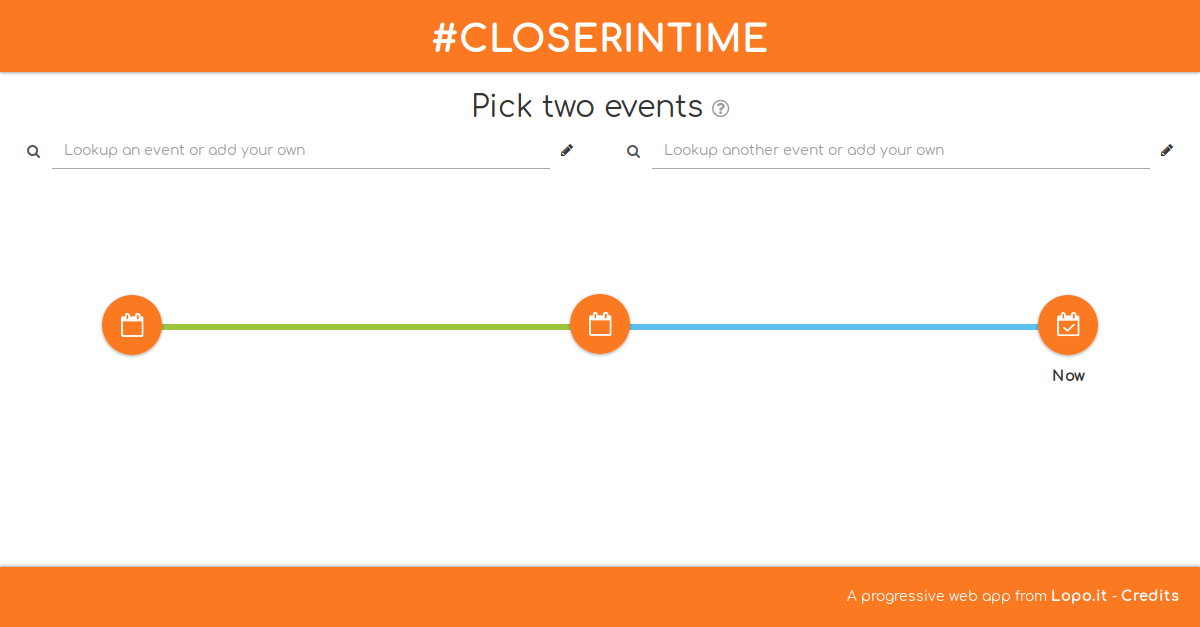 #CLOSERINTIME
Pick two events
Lookup an event or add your own
Lookup another event or add your own
Now
A progressive web app from Lopo.it - Credits